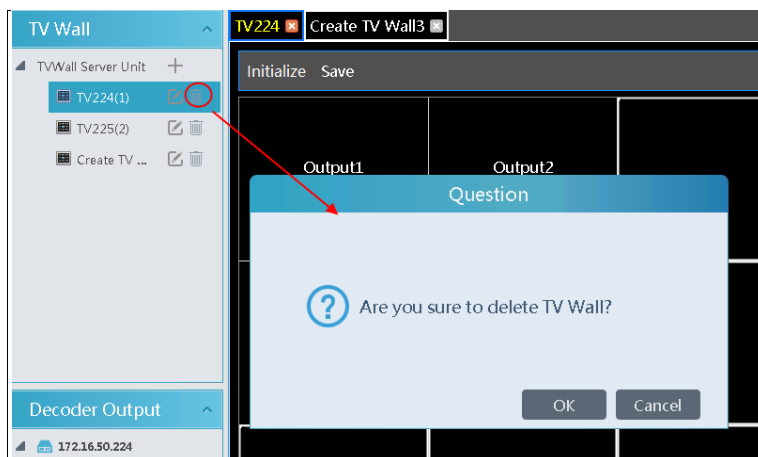 TV Wall
TVWall Server Unit
TV224(1)
TV225(2)
Create TV ...
Decoder Output
172.16.50.224
TV224 Create TV Wall3
Initialize Save
Output1 Output2
Question
Are you sure to delete TV Wall?
OK Cancel